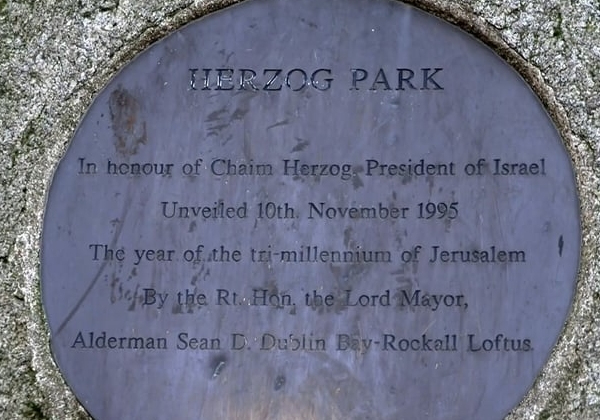 HERZOG PARK
In honour of Chaim Herzog, President of Israel
Unveiled 10th. November 1995
The year of the tri-millennium of Jerusalem
By the Rt. Hon. the Lord Mayor,
Alderman Sean D. Dublin Bay-Rockall Loftus.